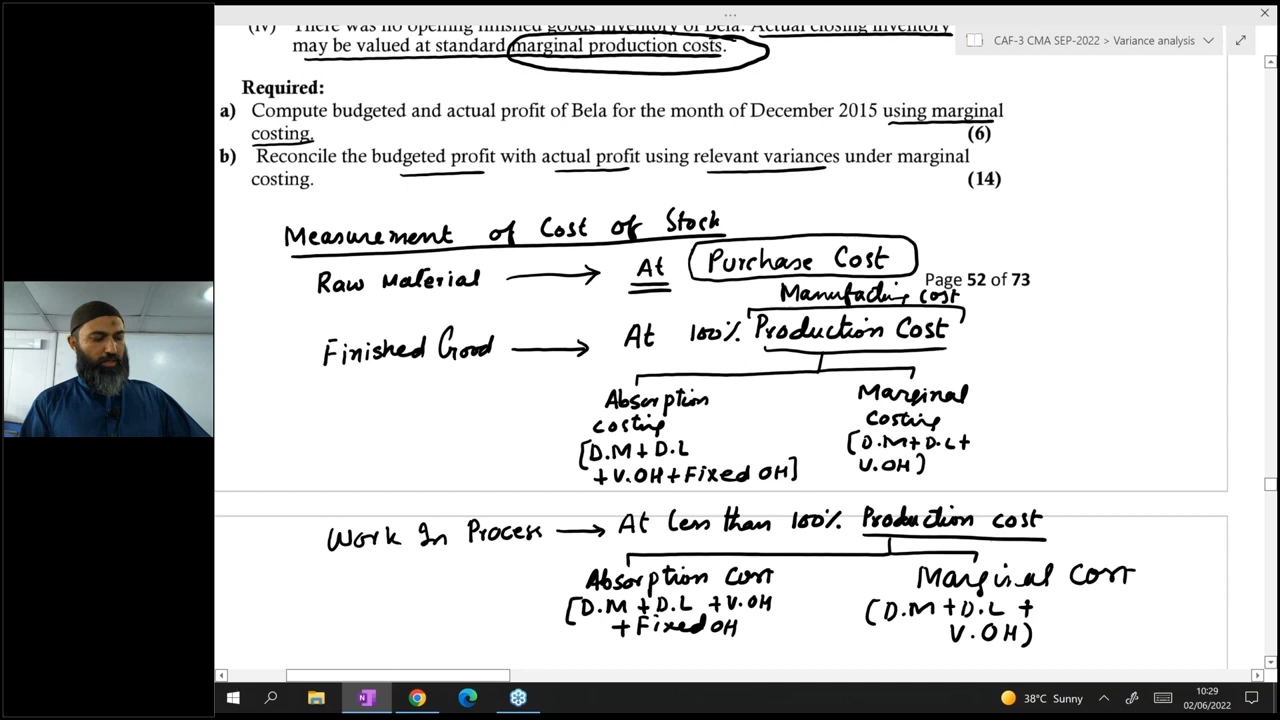 (iv) There was no opening finished goods inventory of Bela. Actual closing inventory
may be valued at standard marginal production costs.
CAF-3 CMA SEP-2022 > Variance analysis
Required:
a) Compute budgeted and actual profit of Bela for the month of December 2015 using marginal
costing. (6)
b) Reconcile the budgeted profit with actual profit using relevant variances under marginal
costing. (14)
Measurement of Cost of Stock
Raw Material At Purchase Cost
Page 52 of 73
Manufacting cost
Finished Good At 100% Production Cost
Absorption costing
[D.M + D.L
+ V.OH + Fixed OH]
Marginal costing
(D.M + D.L +
V.OH)
Work In Process At less than 100% Production cost
Absorption cost
[D.M + D.L + V.OH
+ Fixed OH
Marginal Cost
(D.M + D.L +
V.OH)
38°C Sunny
10:29
02/06/2022